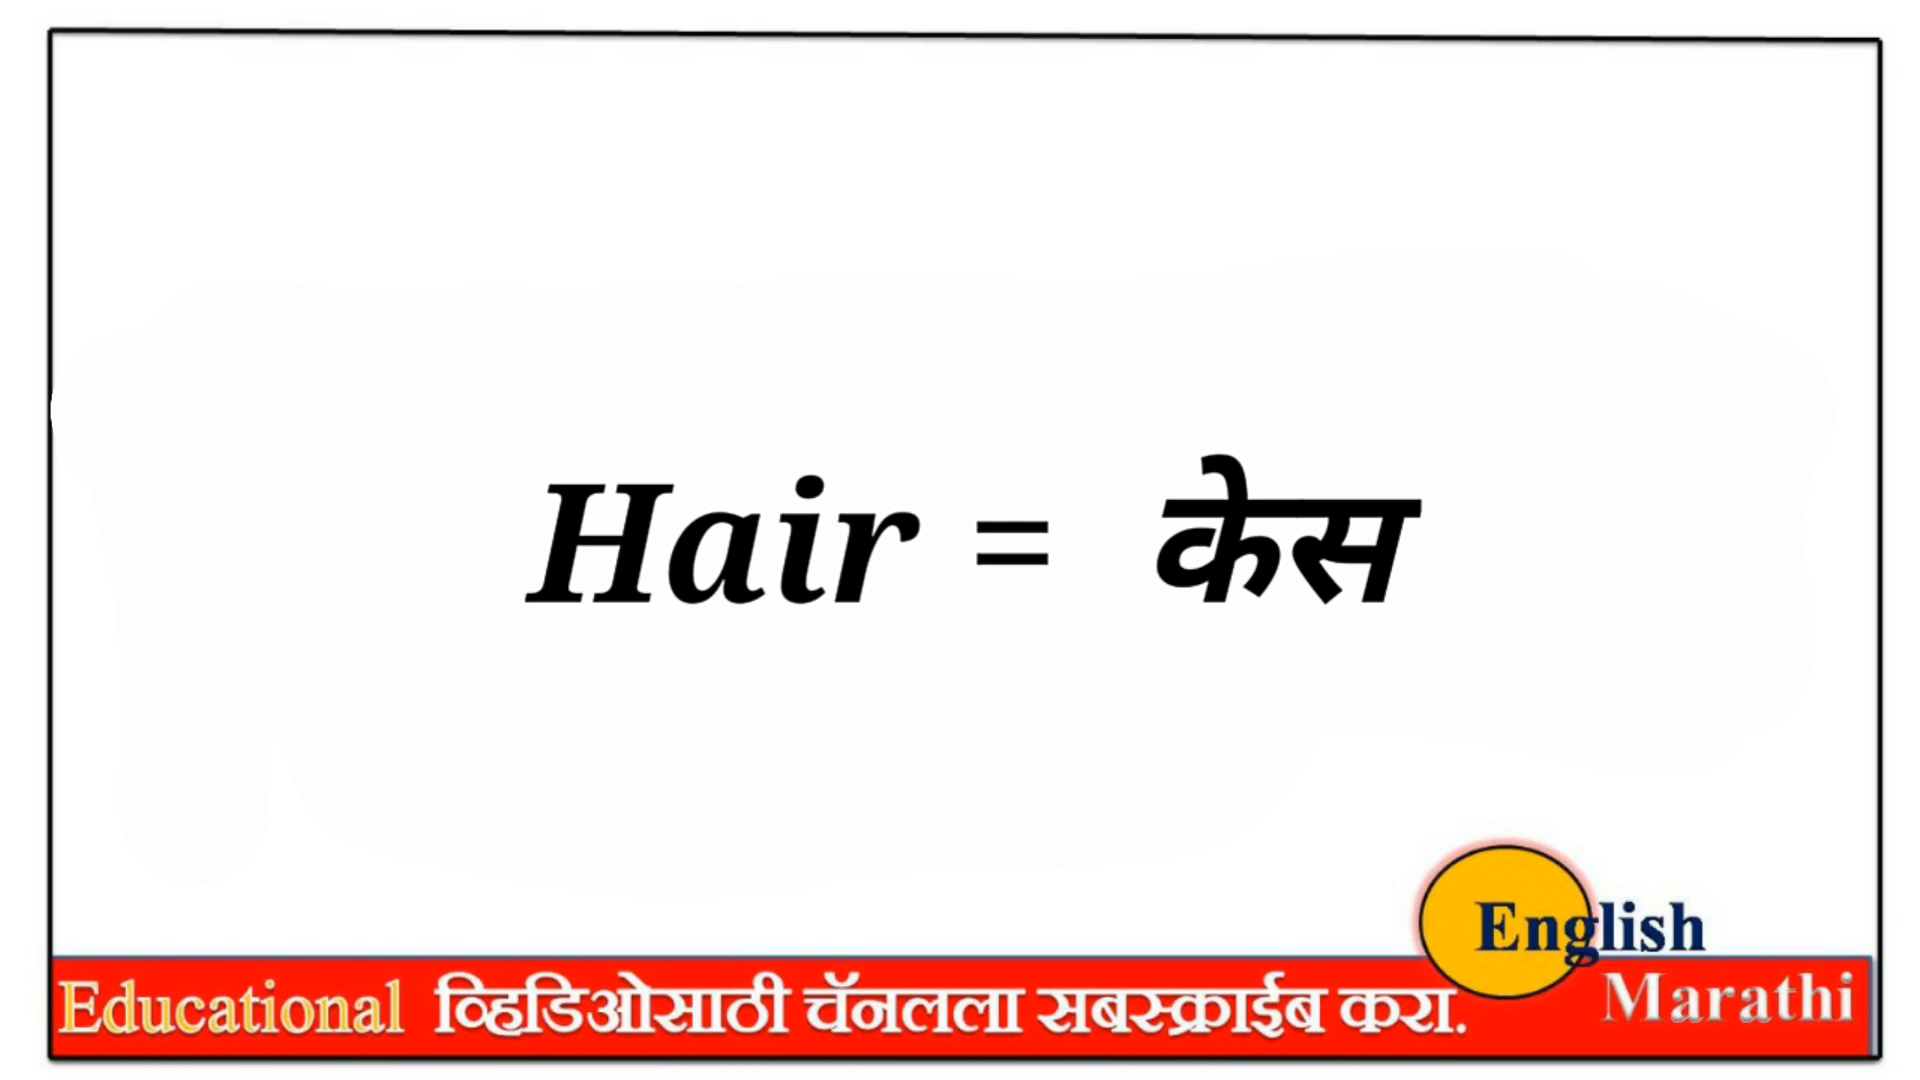 Hair = केस
English
Educational व्हिडिओसाठी चॅनलला सबस्क्राईब करा.
Marathi